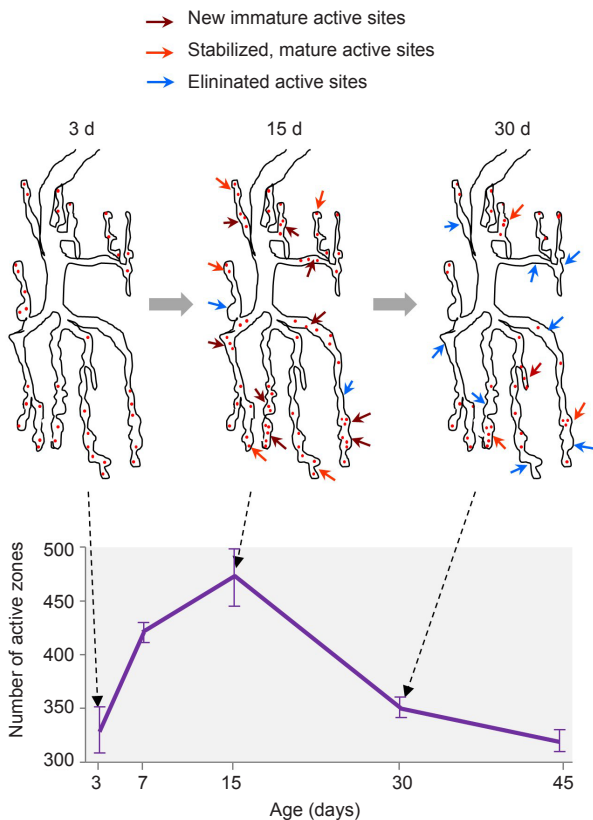 New immature active sites
Stabilized, mature active sites
Elininated active sites
3 d
15 d
30 d
500
450
400
350
300
Number of active zones
3
7
15
30
45
Age (days)